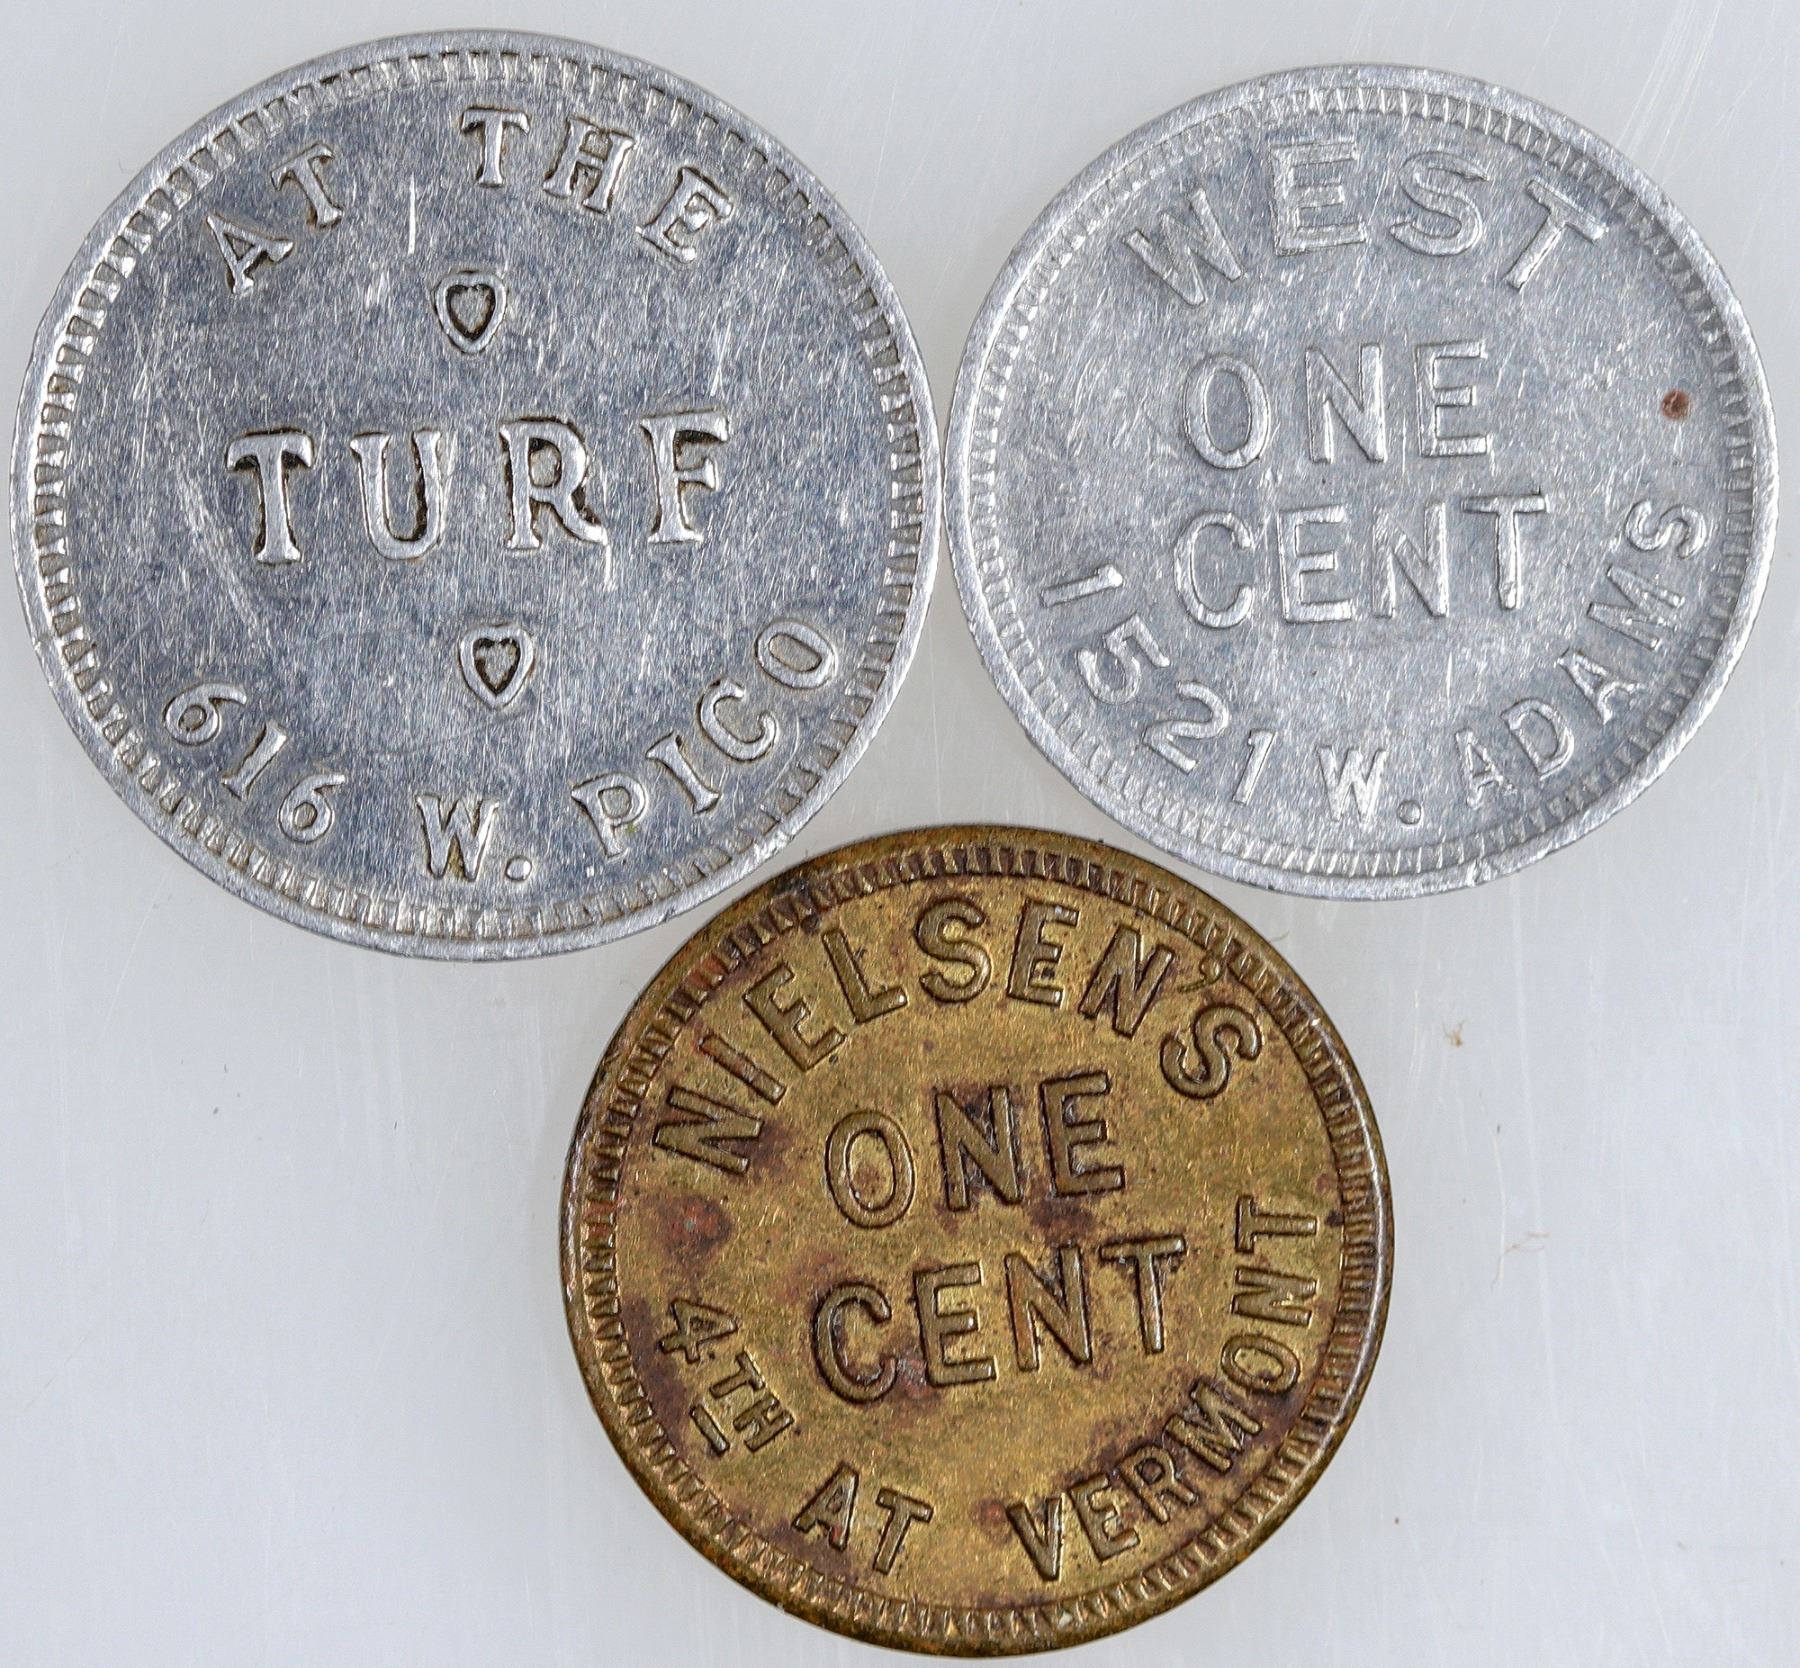 AT THE
TURF
616 W. PICO
WEST
ONE
CENT
1521 W. ADAMS
NIELSEN'S
ONE
CENT
4TH AT VERMONT